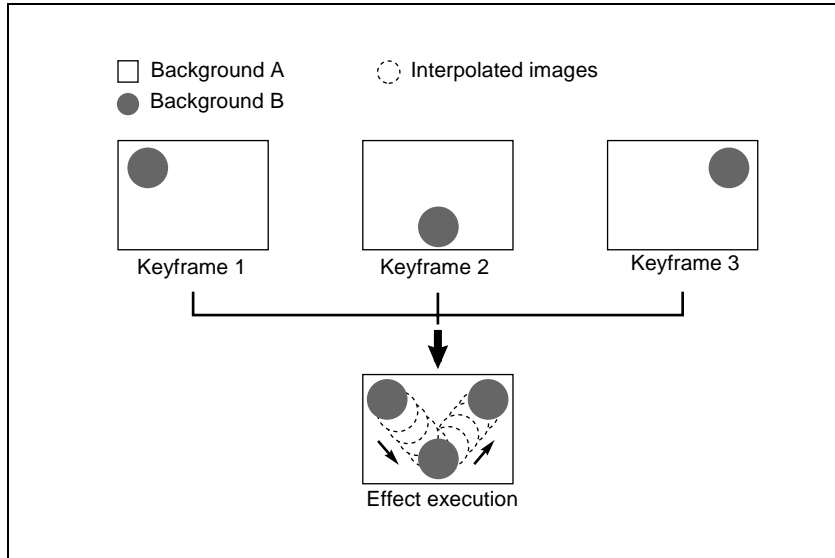 Background A
Interpolated images
Background B
Keyframe 1
Keyframe 2
Keyframe 3
Effect execution